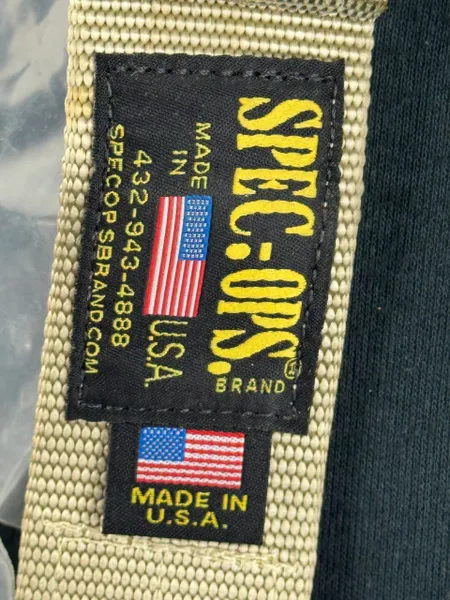 SPEC.-OPS.
BRAND®
MADE
IN
U.S.A.
432-943-4888
SPECOPSBRAND.COM
MADE IN
U.S.A.